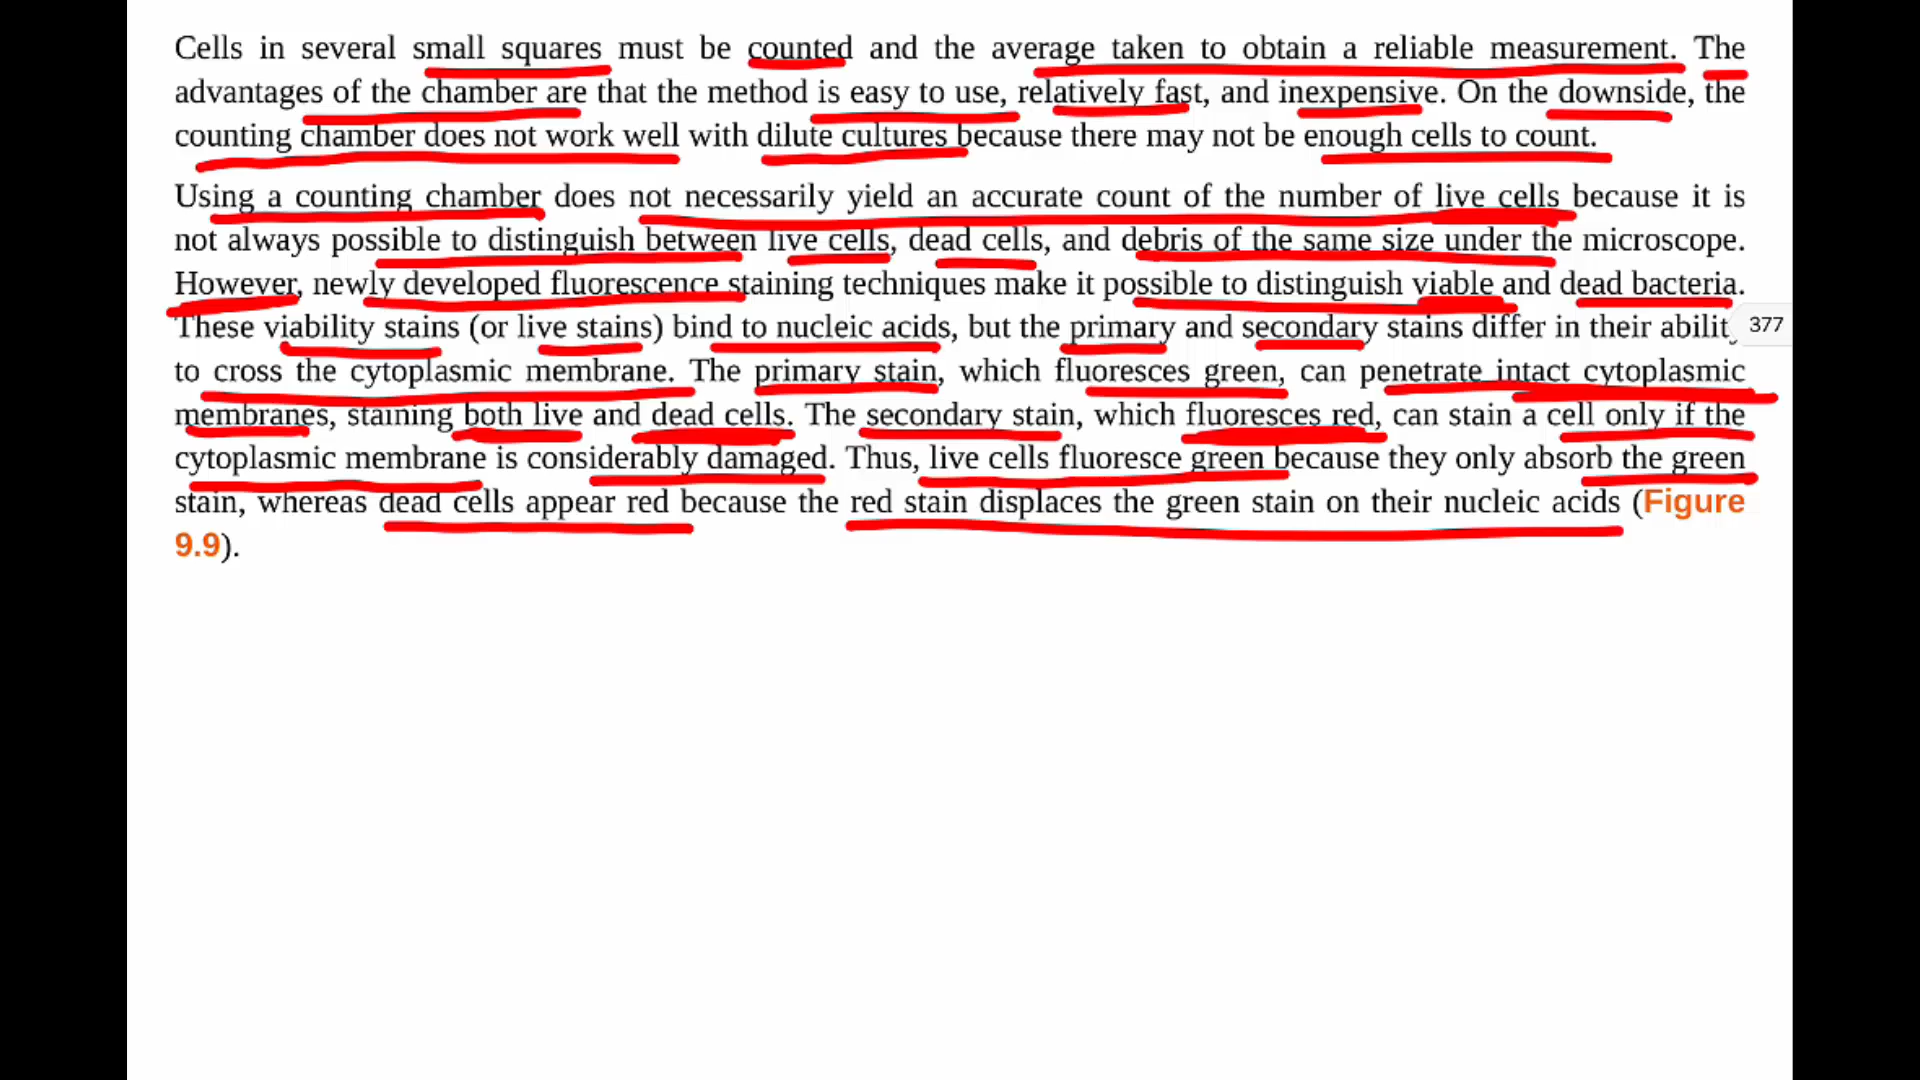 Cells in several small squares must be counted and the average taken to obtain a reliable measurement. The
advantages of the chamber are that the method is easy to use, relatively fast, and inexpensive. On the downside, the
counting chamber does not work well with dilute cultures because there may not be enough cells to count.
Using a counting chamber does not necessarily yield an accurate count of the number of live cells because it is
not always possible to distinguish between live cells, dead cells, and debris of the same size under the microscope.
However, newly developed fluorescence staining techniques make it possible to distinguish viable and dead bacteria.
These viability stains (or live stains) bind to nucleic acids, but the primary and secondary stains differ in their ability
377
to cross the cytoplasmic membrane. The primary stain, which fluoresces green, can penetrate intact cytoplasmic
membranes, staining both live and dead cells. The secondary stain, which fluoresces red, can stain a cell only if the
cytoplasmic membrane is considerably damaged. Thus, live cells fluoresce green because they only absorb the green
stain, whereas dead cells appear red because the red stain displaces the green stain on their nucleic acids (Figure
9.9).